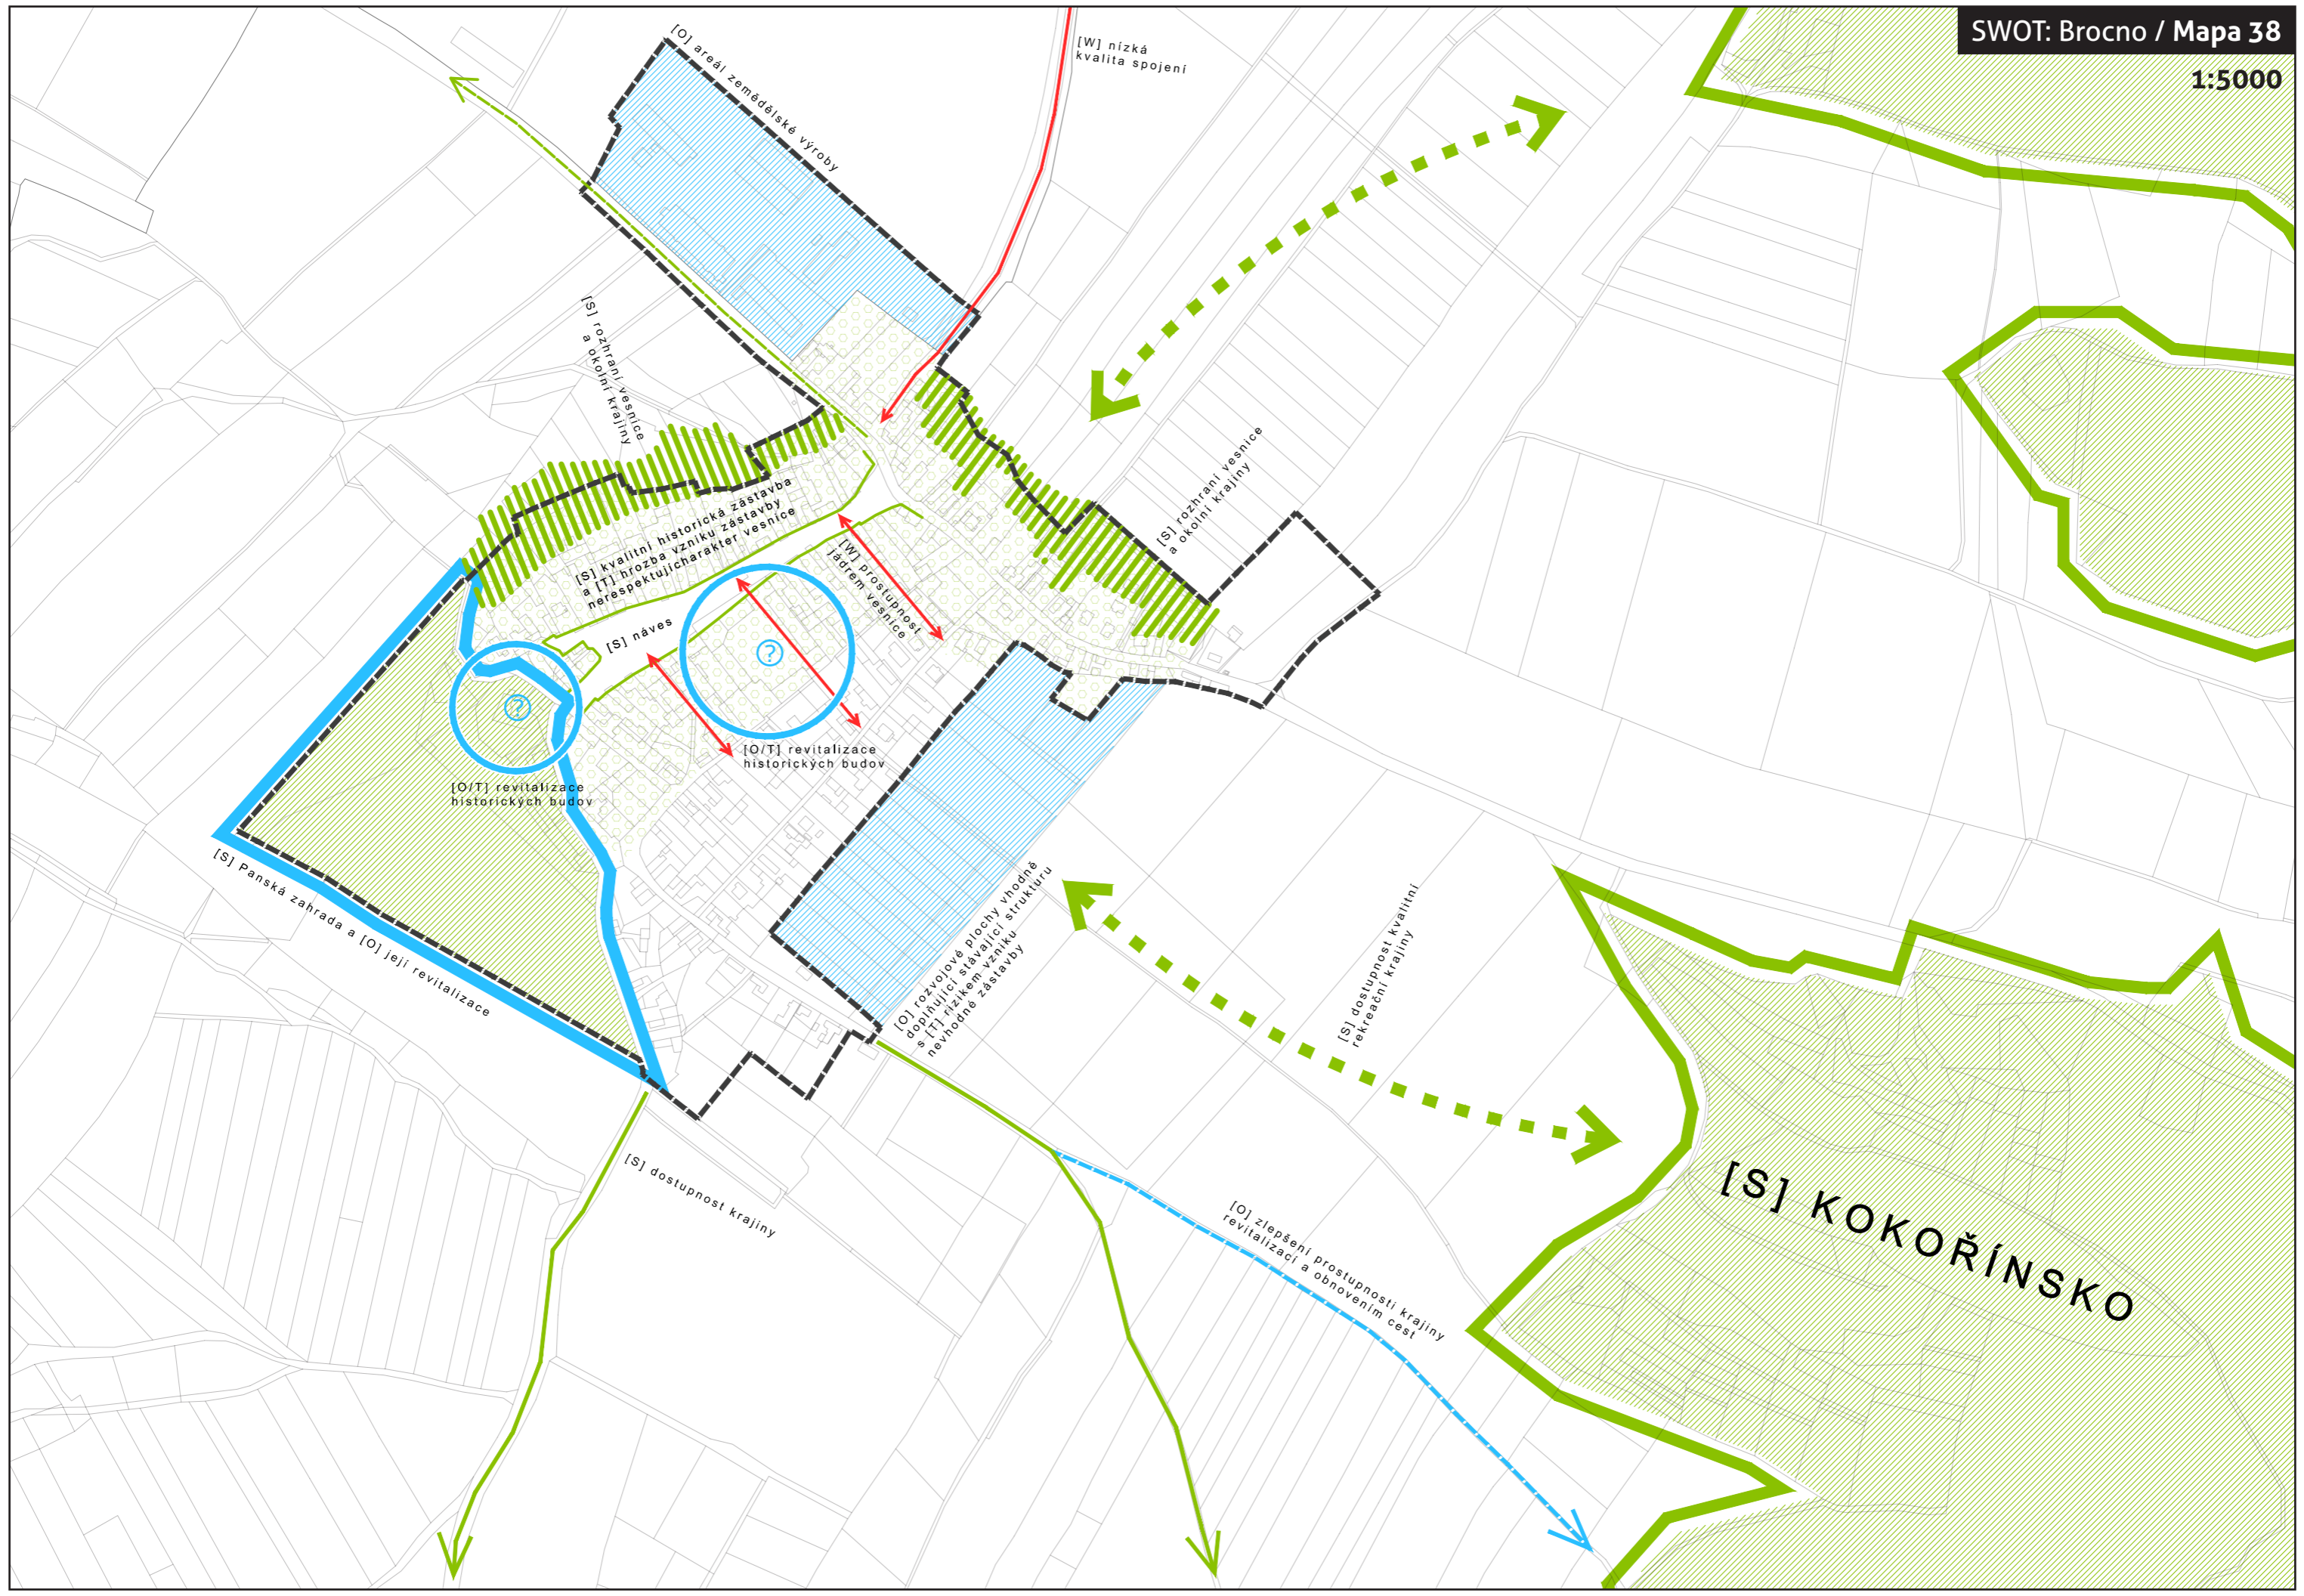 SWOT: Brocno / Mapa 38
1:5000
[O] areál zemědělské výroby
[W] nízká
kvalita spojení
[S] rozhraní vesnice
a okolní krajiny
[S] rozhraní vesnice
a okolní krajiny
[S] kvalitní historická zástavba
a [T] hrozba vzniku zástavby
nerespektujícharakter vesnice
[W] prostupnost
jádrem vesnice
[S] náves
?
?
[O/T] revitalizace
historických budov
[O/T] revitalizace
historických budov
[S] Panská zahrada a [O] její revitalizace
[O] rozvojové plochy vhodně
doplňující stávající strukturu
s [T] rizikem vzniku
nevhodné zástavby
[S] dostupnost kvalitní
rekreační krajiny
[S] dostupnost krajiny
[O] zlepšení prostupnosti krajiny
revitalizací a obnovením cest
[S] KOKOŘÍNSKO